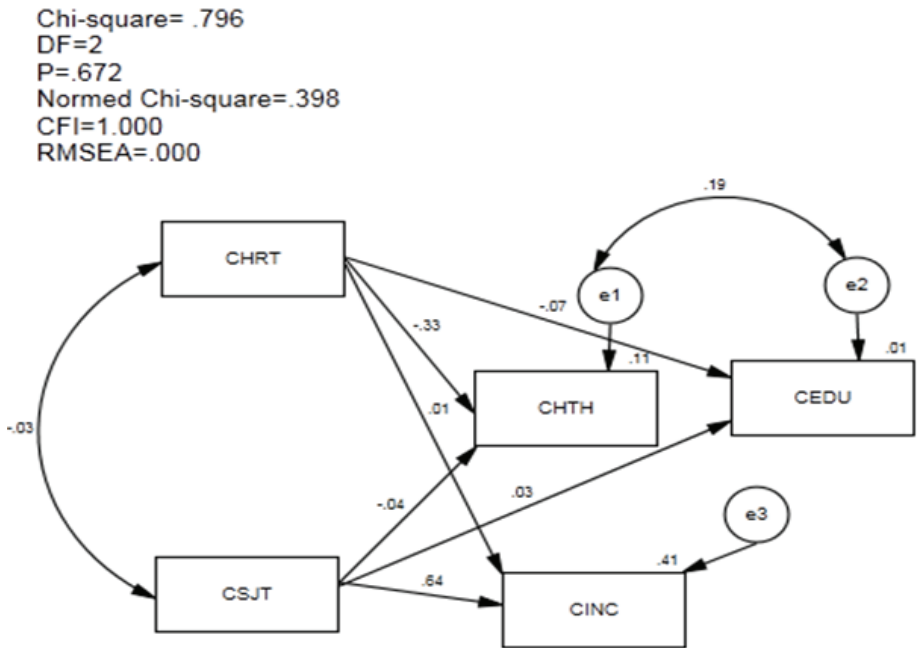 Chi-square= .796
DF=2
P=.672
Normed Chi-square=.398
CFI=1.000
RMSEA=.000
.19
CHRT
e1
e2
-.07
-.33
.11
.01
CHTH
CEDU
.01
-.03
-.04
.03
e3
.41
CSJT
.64
CINC